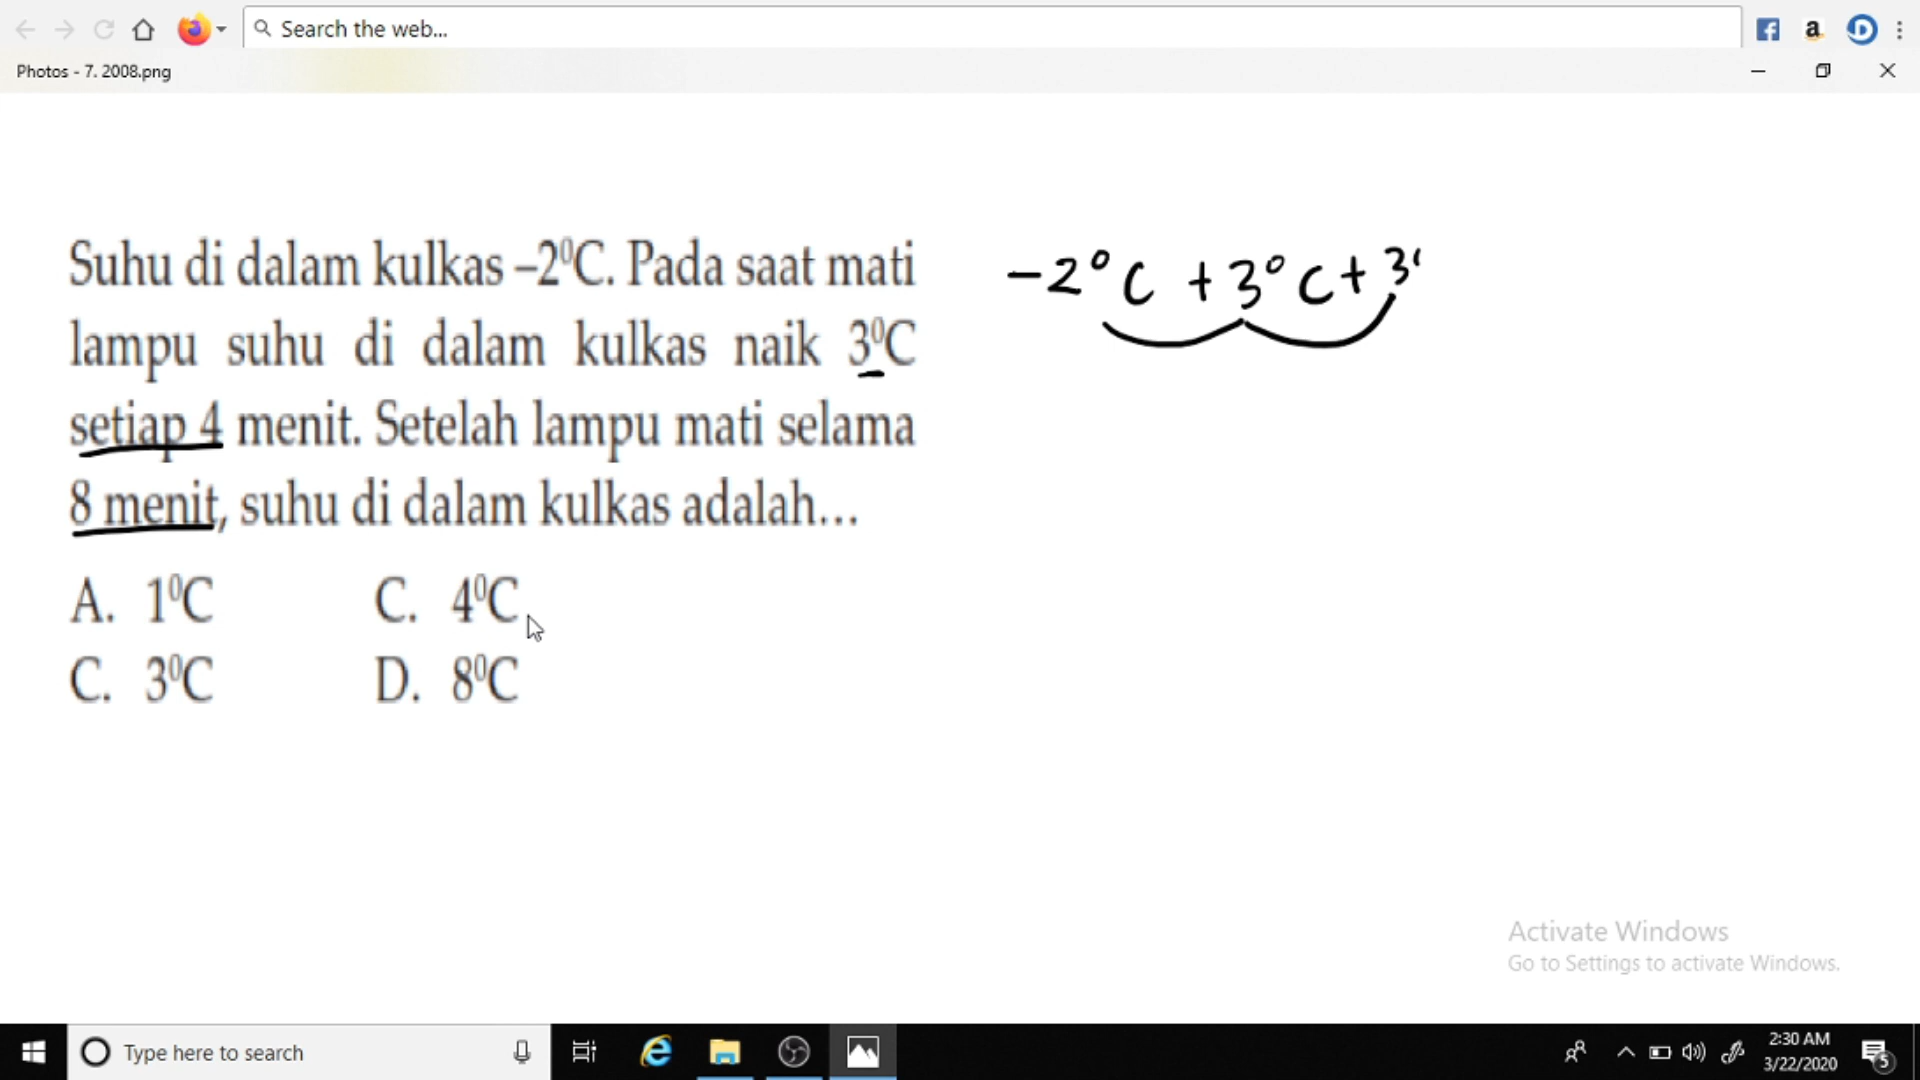 Search the web...
Photos - 7. 2008.png
Suhu di dalam kulkas –2⁰C. Pada saat mati
lampu suhu di dalam kulkas naik 3⁰C
setiap 4 menit. Setelah lampu mati selama
8 menit, suhu di dalam kulkas adalah...
A. 1⁰C C. 4⁰C
C. 3⁰C D. 8⁰C
-2°C +3°C+3
Activate Windows
Go to Settings to activate Windows.
Type here to search
2:30 AM
3/22/2020
5